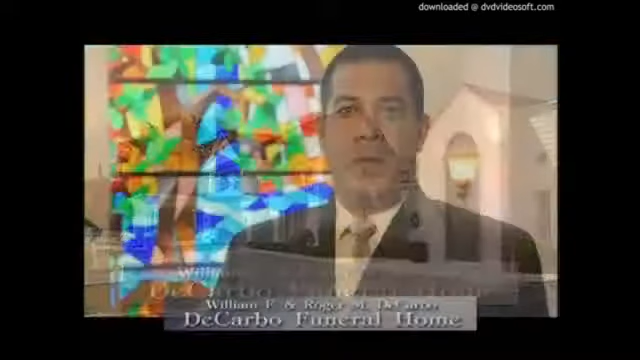 downloaded @ dvdvideosoft.com
William F. & Roger M. DeCarbo
DeCarbo Funeral Home